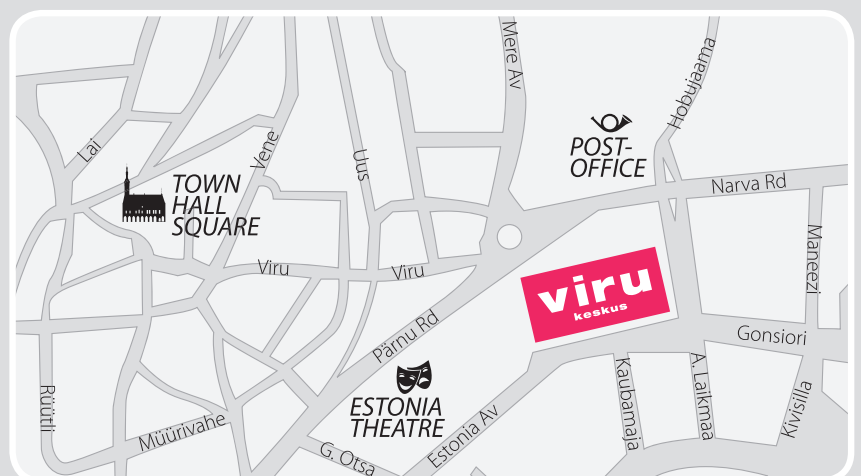 Mere Av
Hobujaama
POST-
OFFICE
Lai
Vene
Uus
TOWN
HALL
SQUARE
Narva Rd
Maneezi
Viru
Viru
viru
keskus
Pärnu Rd
Gonsiori
ESTONIA
THEATRE
Estonia Av
Kaubamaja
A. Laikmaa
Kivisilla
Rüütli
Müürivahe
G. Otsa